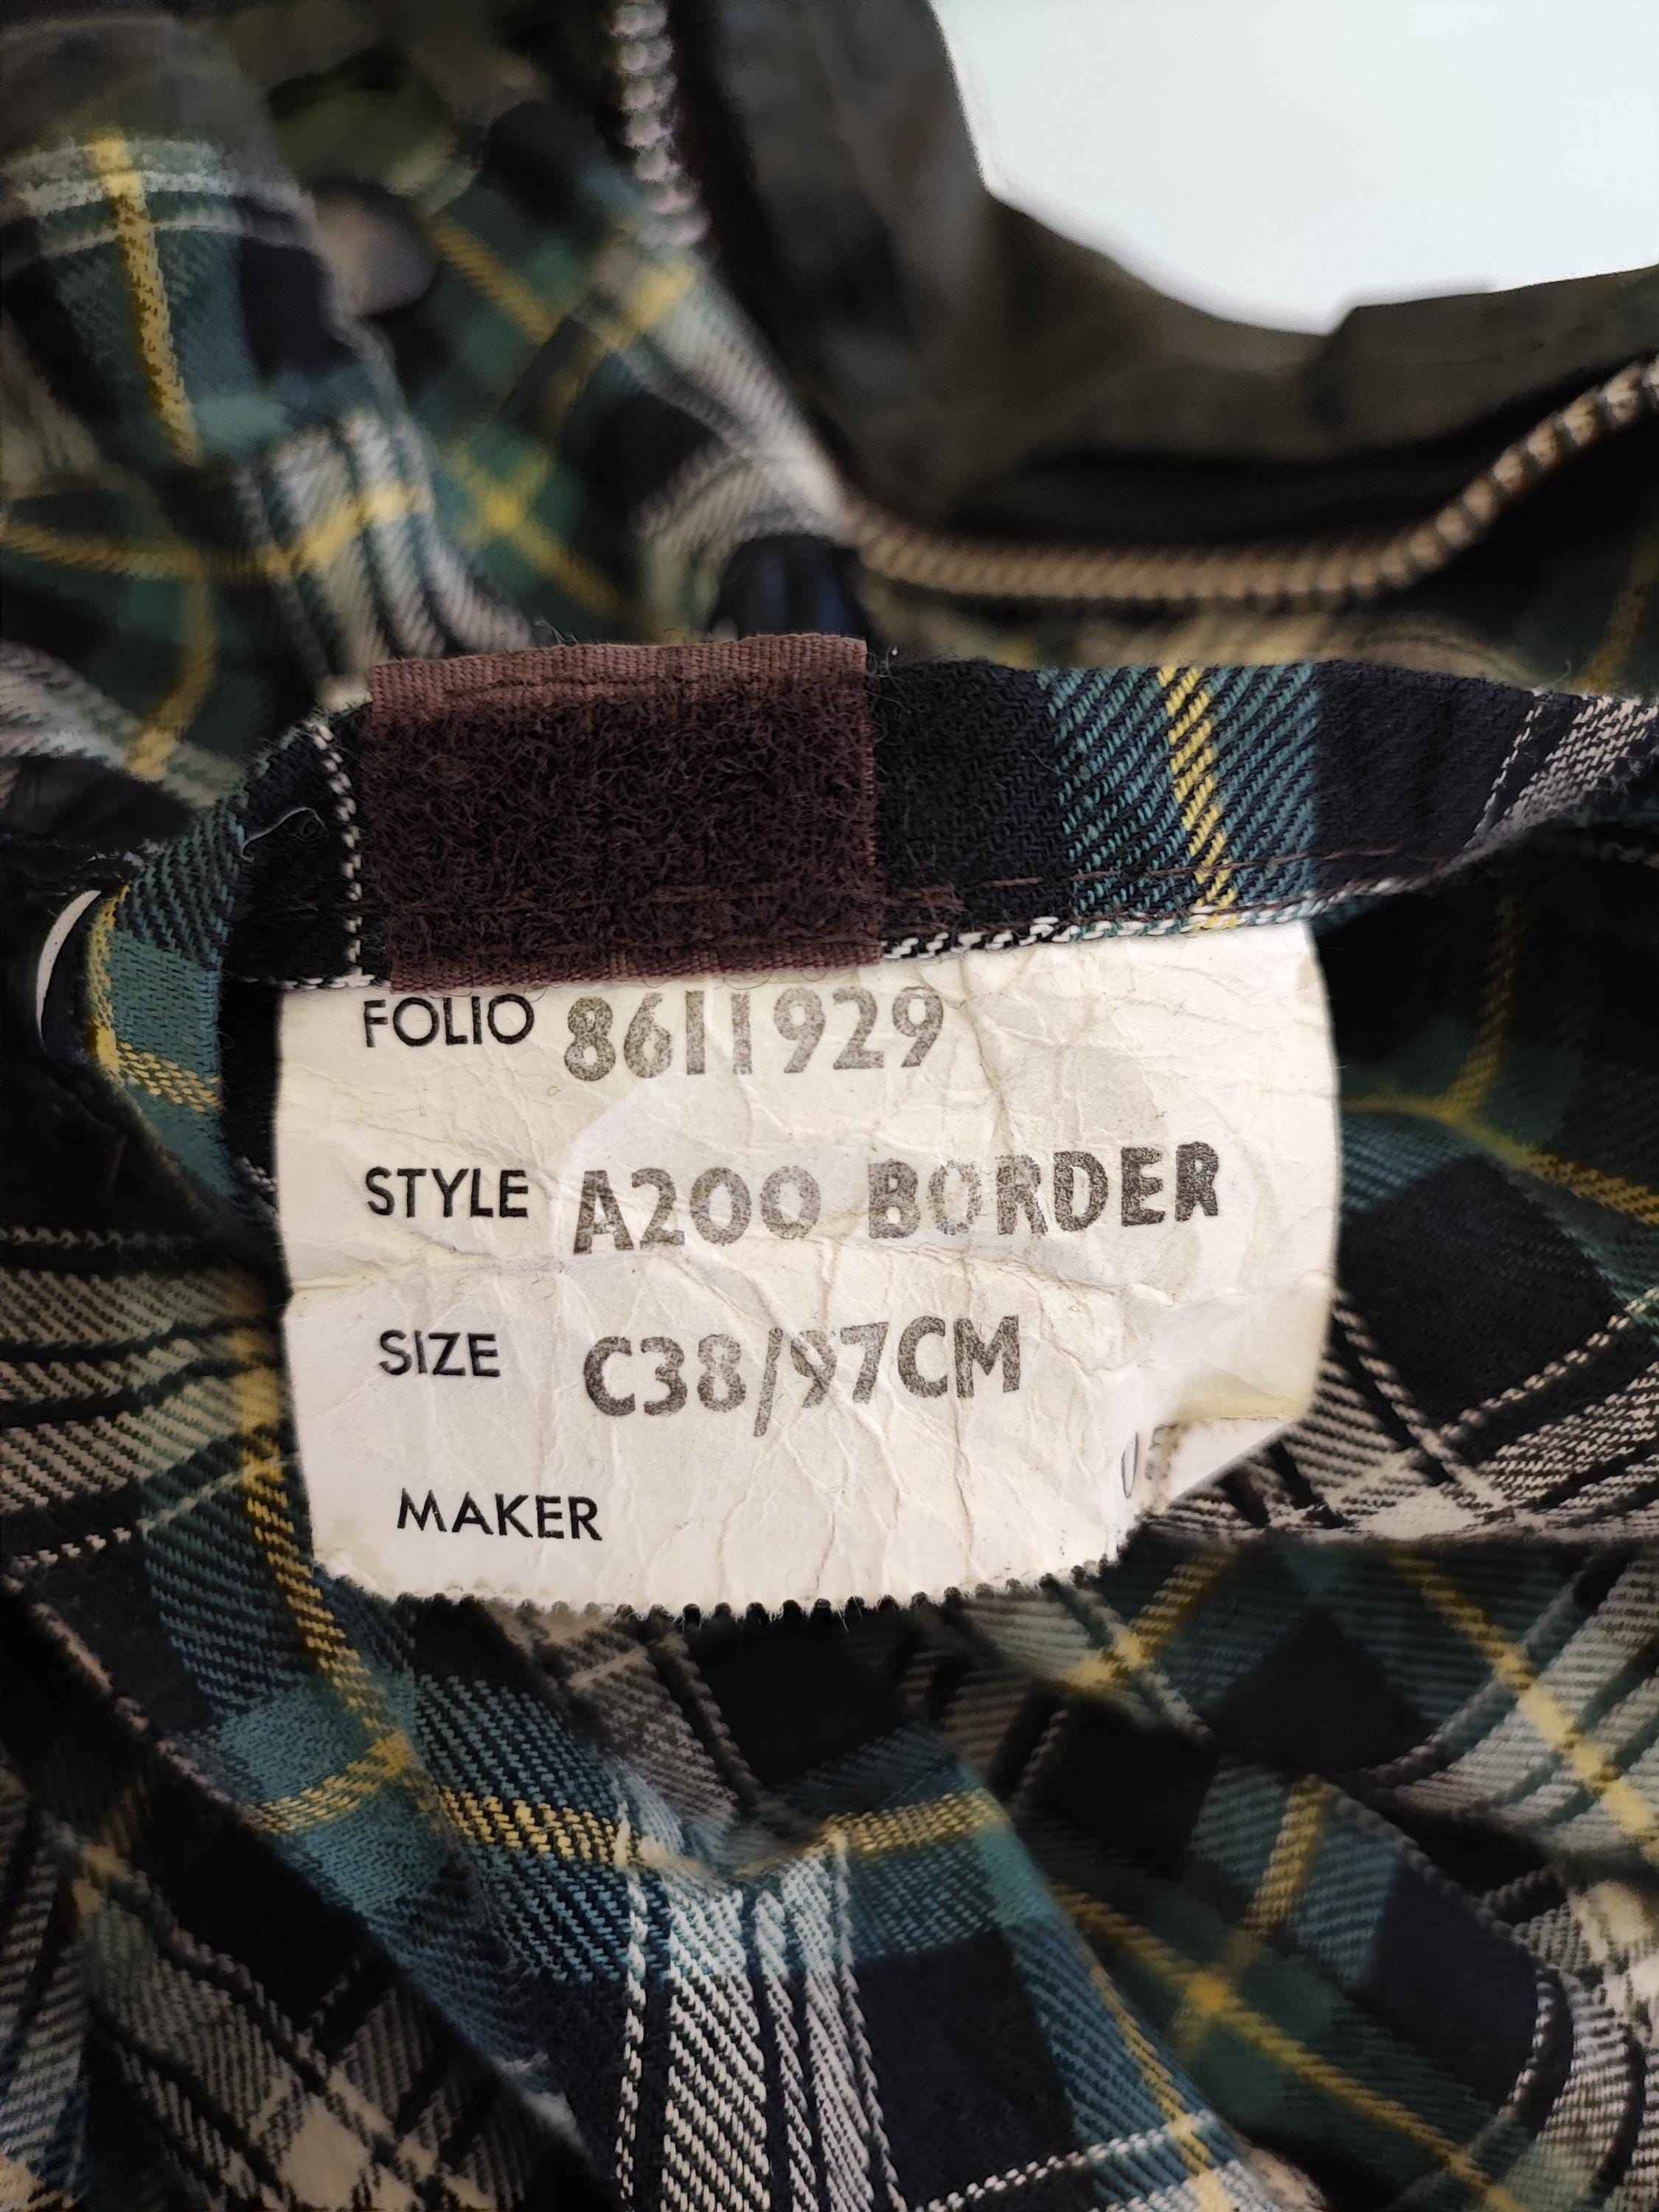 FOLIO 8611929
STYLE A200 BORDER
SIZE C38/97CM
MAKER